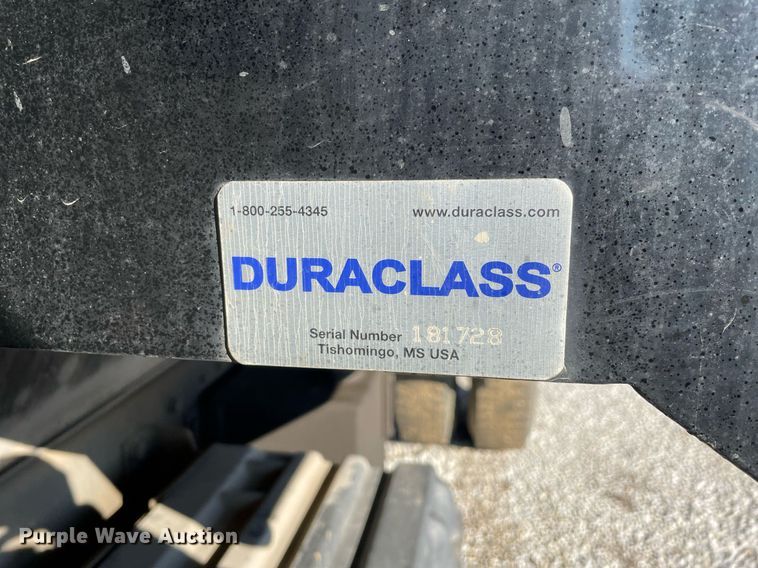 1-800-255-4345 www.duraclass.com
DURACLASS®
Serial Number 181728
Tishomingo, MS USA
Purple Wave Auction